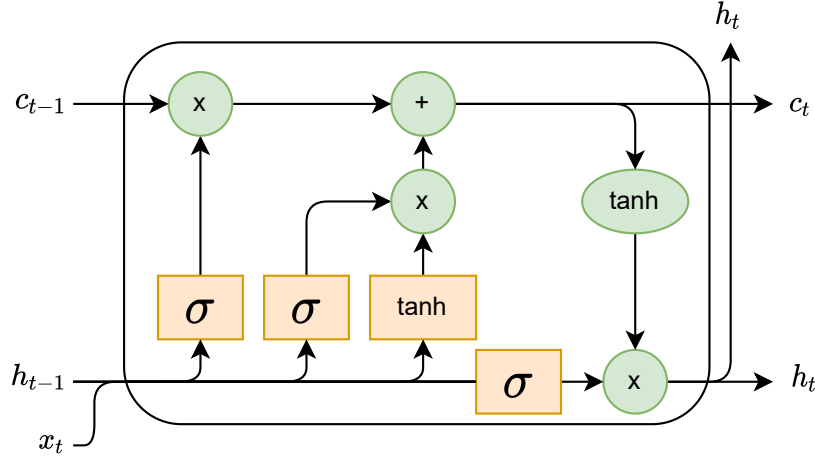 h_t
c_{t-1} x + c_t
x tanh
σ σ tanh
h_{t-1} σ x h_t
x_t